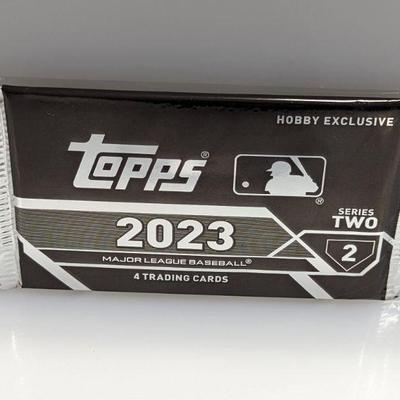 HOBBY EXCLUSIVE
Topps®
®
SERIES
TWO
2
2023
MAJOR LEAGUE BASEBALL®
4 TRADING CARDS